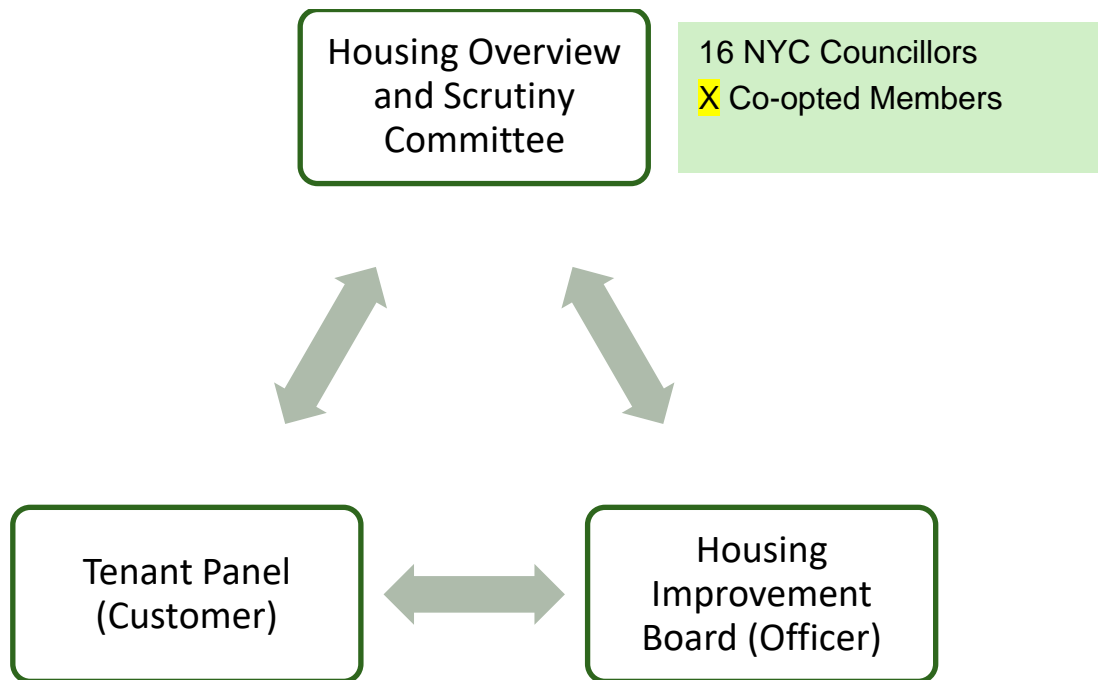 Housing Overview
and Scrutiny
Committee
16 NYC Councillors
X Co-opted Members
Tenant Panel
(Customer)
Housing
Improvement
Board (Officer)